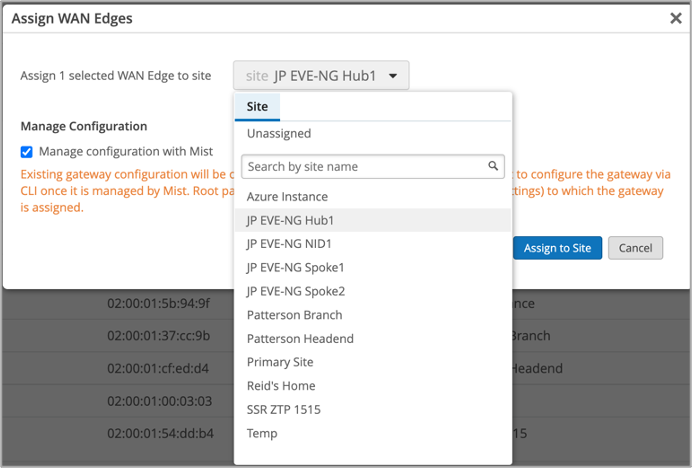 Assign WAN Edges
Assign 1 selected WAN Edge to site
site JP EVE-NG Hub1
Site
Unassigned
Search by site name
Azure Instance
JP EVE-NG Hub1
JP EVE-NG NID1
JP EVE-NG Spoke1
JP EVE-NG Spoke2
Patterson Branch
Patterson Headend
Primary Site
Reid's Home
SSR ZTP 1515
Temp
Manage Configuration
Manage configuration with Mist
Existing gateway configuration will be to configure the gateway via
CLI once it is managed by Mist. Root to which the gateway
is assigned.
Assign to Site
Cancel
02:00:01:5b:94:9f
02:00:01:37:cc:9b Branch
02:00:01:cf:ed:d4 Headend
02:00:01:00:03:03
02:00:01:54:dd:b4 15